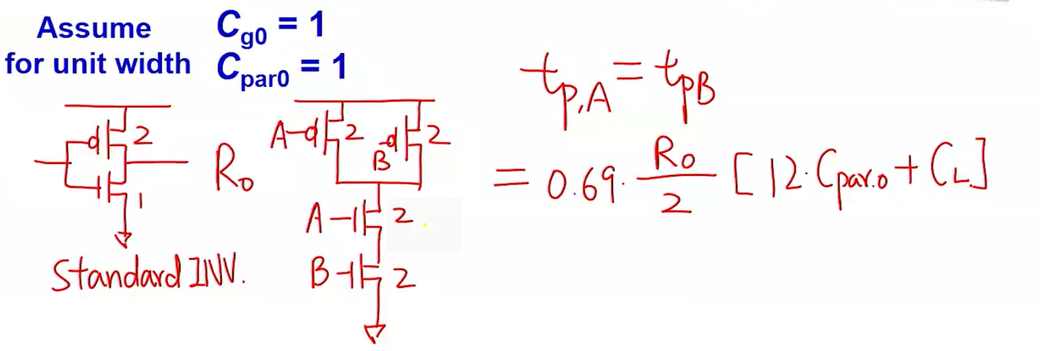 Assume C_g0 = 1
for unit width C_par0 = 1
t_p,A = t_pB
= 0.69 · R_0/2 [12·C_par.0 + C_L]
2
1
R_0
A
2
B
2
A
2
B
2
Standard INV.